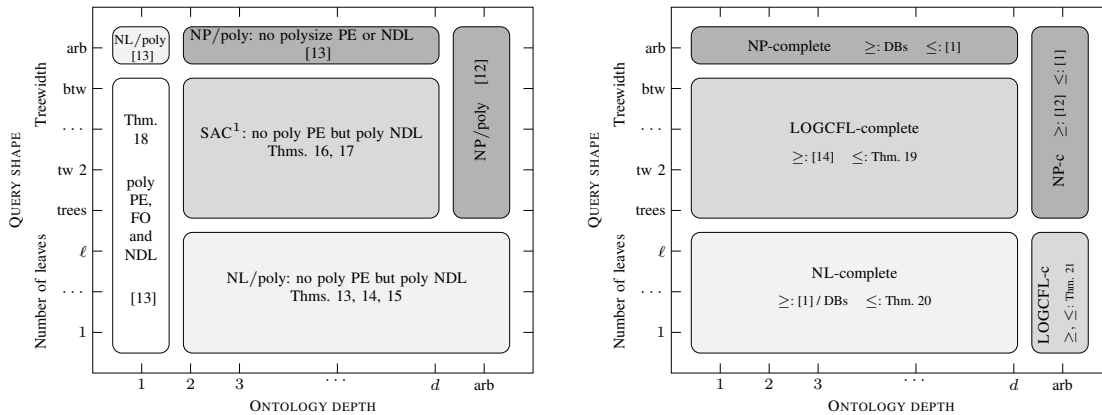 NL/poly
[13]
NP/poly: no polysize PE or NDL
[13]
NP/poly [12]
Thm.
18
poly
PE,
FO
and
NDL
[13]
SAC¹: no poly PE but poly NDL
Thms. 16, 17
NL/poly: no poly PE but poly NDL
Thms. 13, 14, 15
QUERY SHAPE
Treewidth
Number of leaves
arb
btw
...
tw 2
trees
ℓ
...
1
1
2
3
...
d
arb
ONTOLOGY DEPTH
NP-complete ≥: DBs ≤: [1]
NP-c ≥: [12] ≤: [1]
LOGCFL-complete
≥: [14] ≤: Thm. 19
NL-complete
≥: [1] / DBs ≤: Thm. 20
LOGCFL-c
≥, ≤: Thm. 21
QUERY SHAPE
Treewidth
Number of leaves
arb
btw
...
tw 2
trees
ℓ
...
1
1
2
3
...
d
arb
ONTOLOGY DEPTH